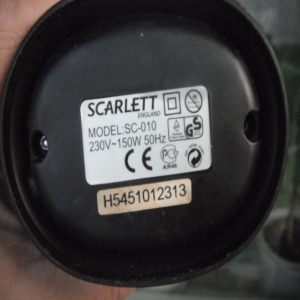 SCARLETT
ENGLAND
MODEL:SC-010
230V~150W 50Hz
GS
CE
H5451012313